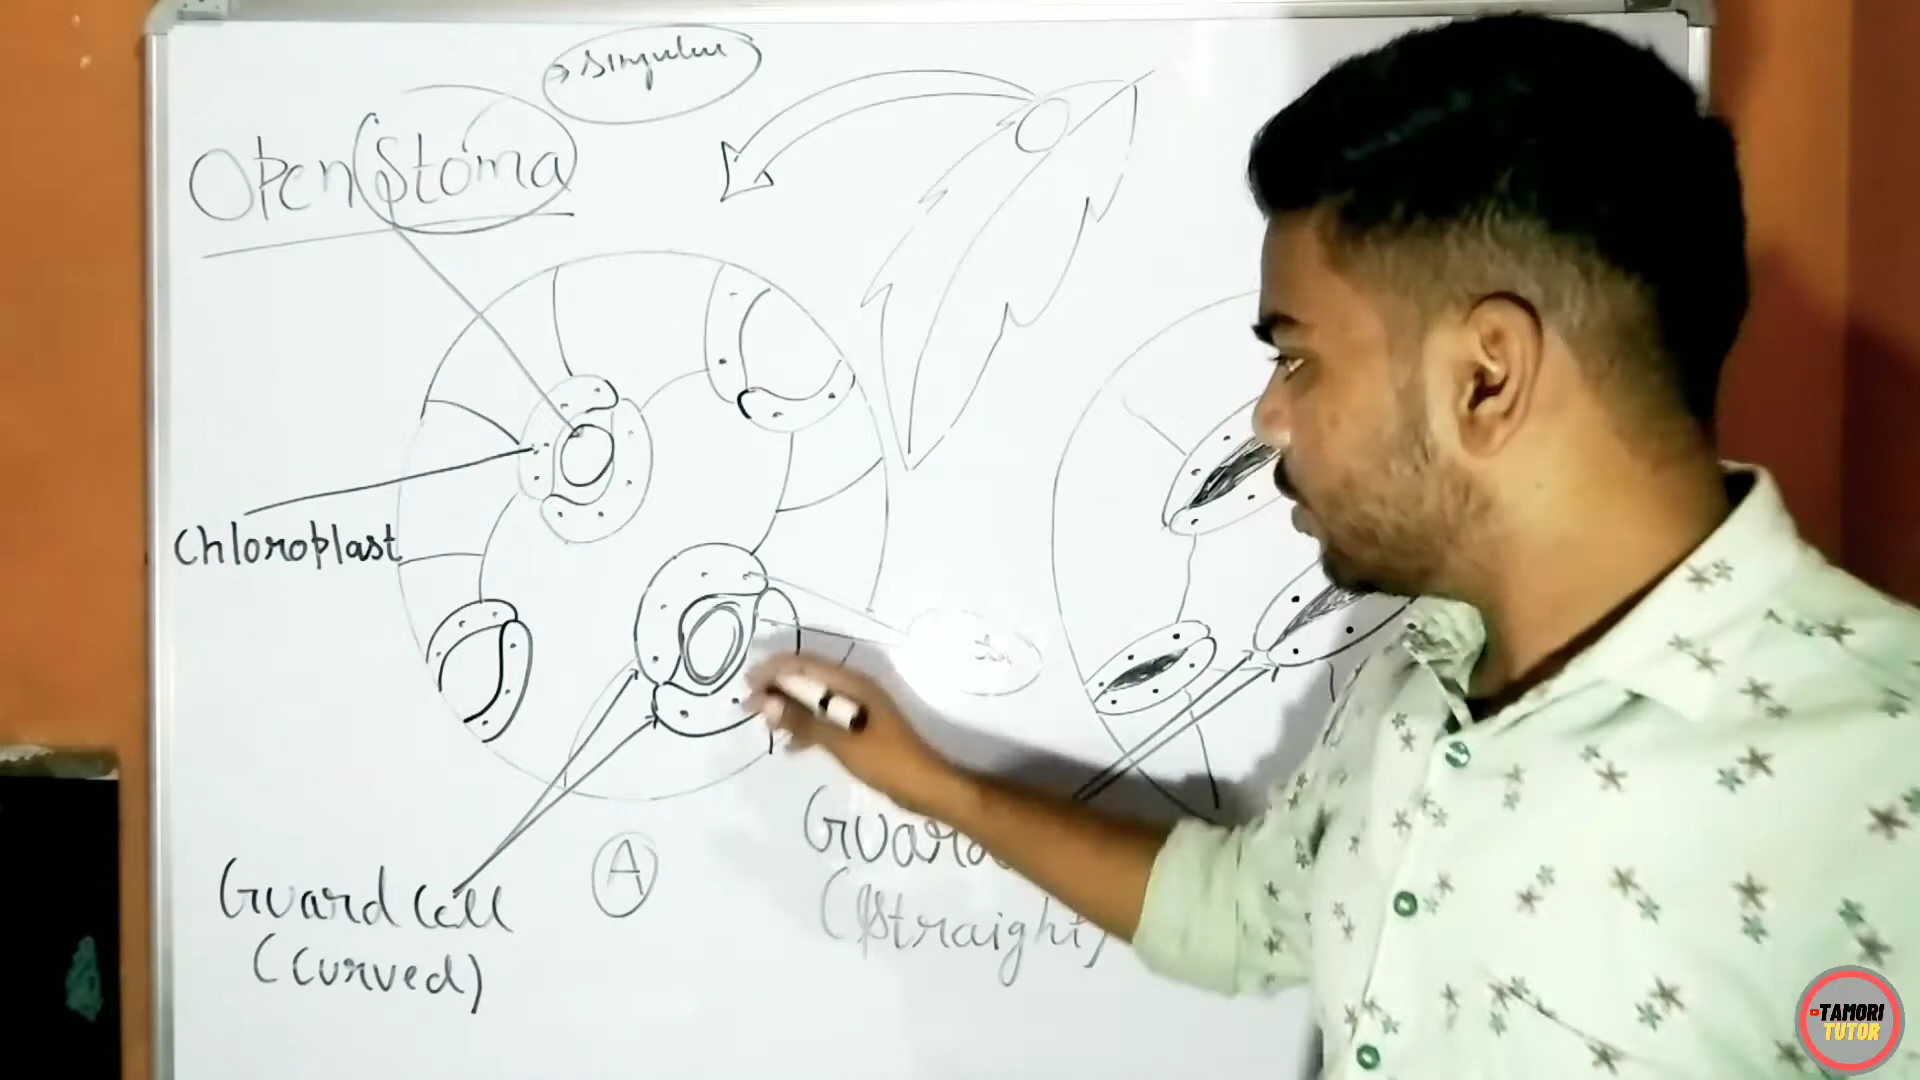 Singular
Open Stoma
Chloroplast
Guard Cell
(Curved)
A
Guard
(Straight)
TAMORI
TUTOR